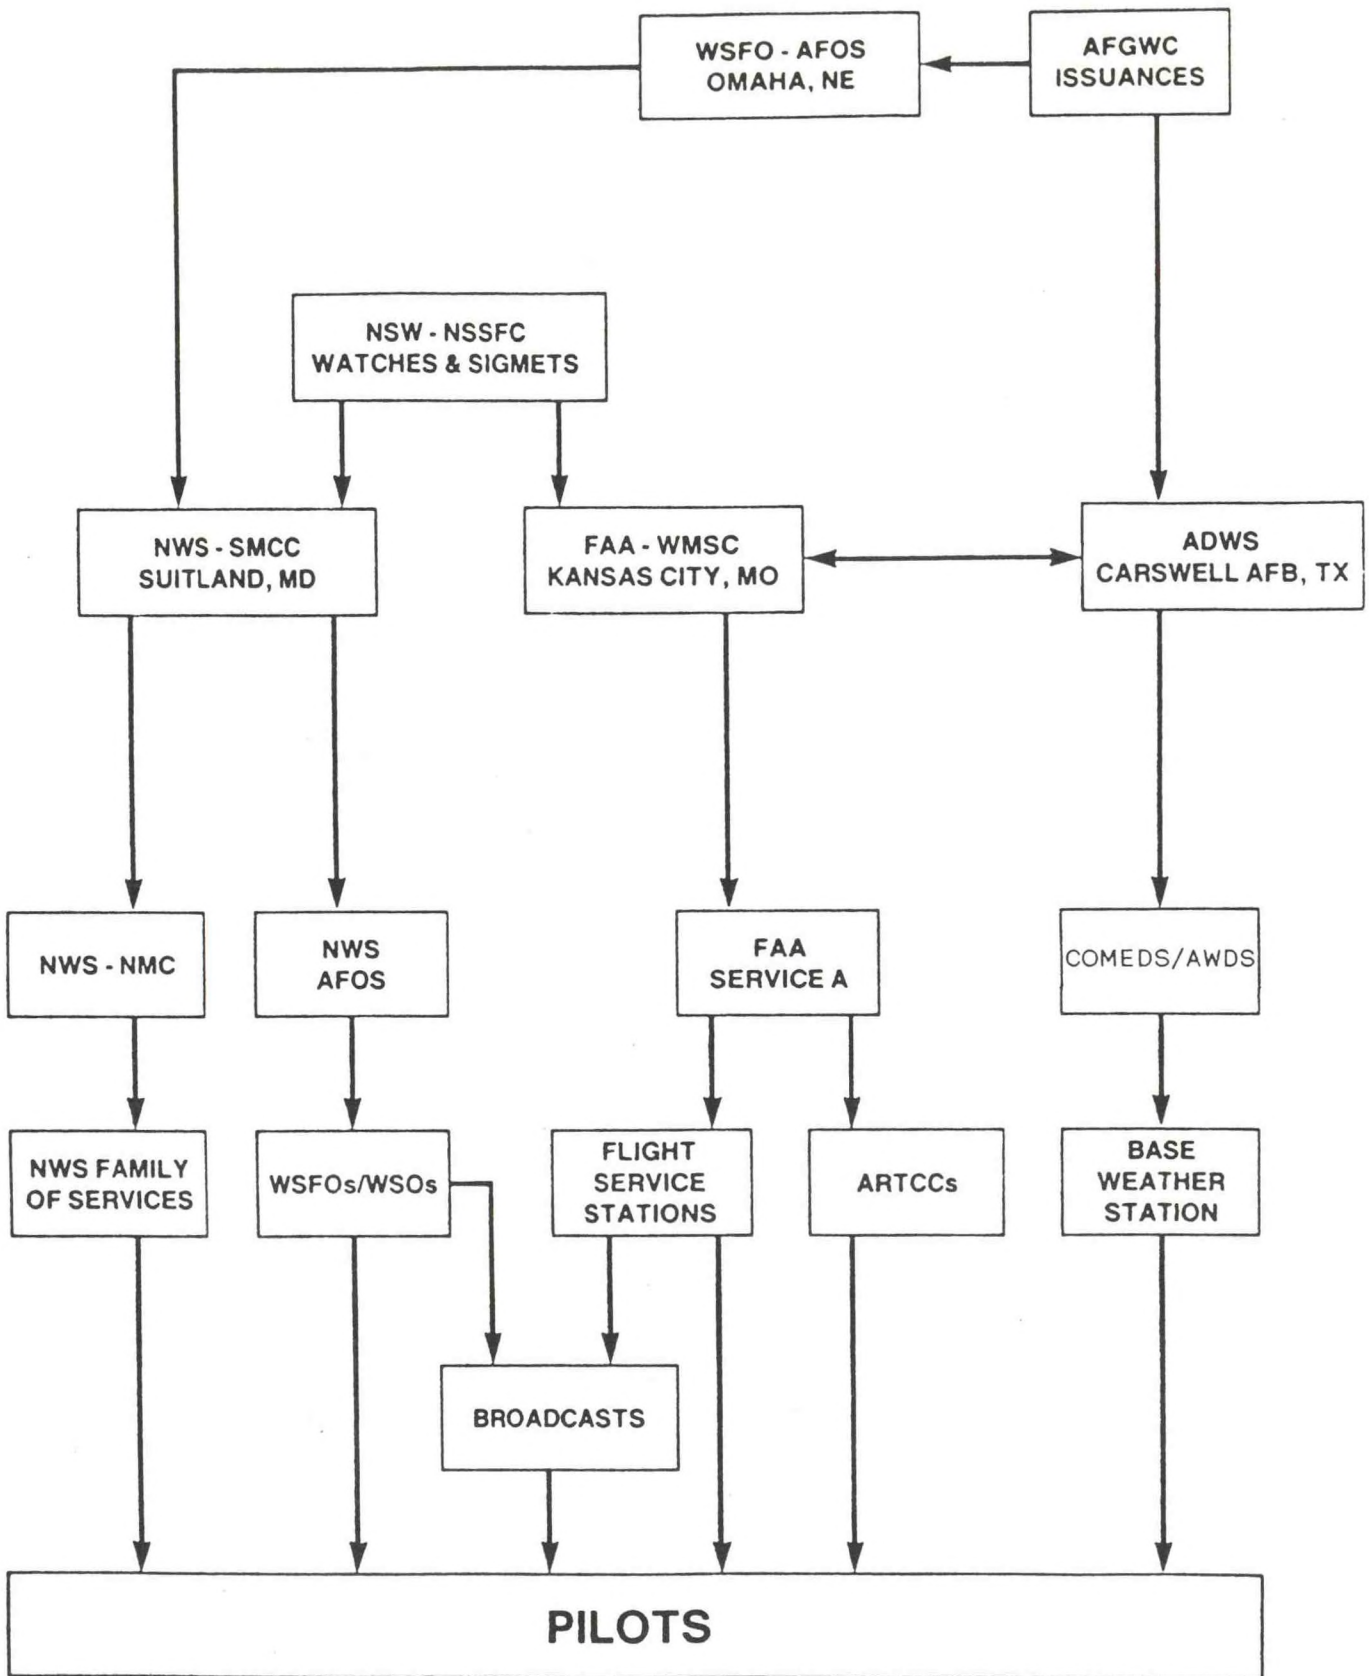 WSFO - AFOS
OMAHA, NE
AFGWC
ISSUANCES
NSW - NSSFC
WATCHES & SIGMETS
NWS - SMCC
SUITLAND, MD
FAA - WMSC
KANSAS CITY, MO
ADWS
CARSWELL AFB, TX
NWS - NMC
NWS
AFOS
FAA
SERVICE A
COMEDS/AWDS
NWS FAMILY
OF SERVICES
WSFOs/WSOs
FLIGHT
SERVICE
STATIONS
ARTCCs
BASE
WEATHER
STATION
BROADCASTS
PILOTS